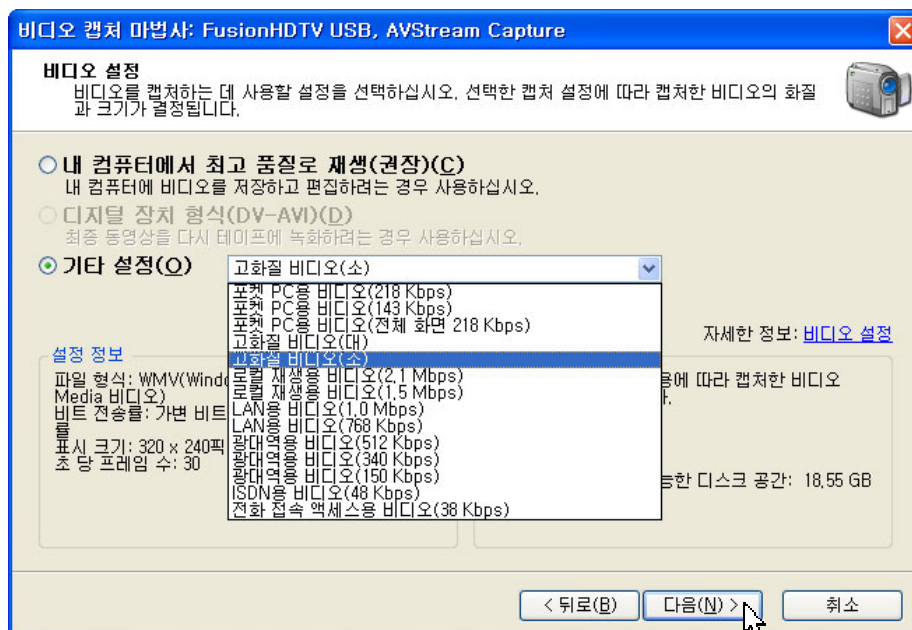 비디오 캡처 마법사: FusionHDTV USB, AVStream Capture
비디오 설정
비디오를 캡처하는 데 사용할 설정을 선택하십시오. 선택한 캡처 설정에 따라 캡처한 비디오의 화질
과 크기가 결정됩니다.
내 컴퓨터에서 최고 품질로 재생(권장)(C)
내 컴퓨터에 비디오를 저장하고 편집하려는 경우 사용하십시오.
디지털 장치 형식(DV-AVI)(D)
최종 동영상을 다시 테이프에 녹화하려는 경우 사용하십시오.
기타 설정(O)
고화질 비디오(소)
포켓 PC용 비디오(218 Kbps)
포켓 PC용 비디오(143 Kbps)
포켓 PC용 비디오(전체 화면 218 Kbps)
고화질 비디오(대)
고화질 비디오(소)
로컬 재생용 비디오(2.1 Mbps)
로컬 재생용 비디오(1.5 Mbps)
LAN용 비디오(1.0 Mbps)
LAN용 비디오(768 Kbps)
광대역용 비디오(512 Kbps)
광대역용 비디오(340 Kbps)
광대역용 비디오(150 Kbps)
ISDN용 비디오(48 Kbps)
전화 접속 액세스용 비디오(38 Kbps)
자세한 정보: 비디오 설정
설정 정보
파일 형식: WMV(Windo
Media 비디오)
비트 전송률: 가변 비트
률
표시 크기: 320 x 240픽
초 당 프레임 수: 30
용에 따라 캡처한 비디오
능한 디스크 공간: 18.55 GB
< 뒤로(B)
다음(N) >
취소